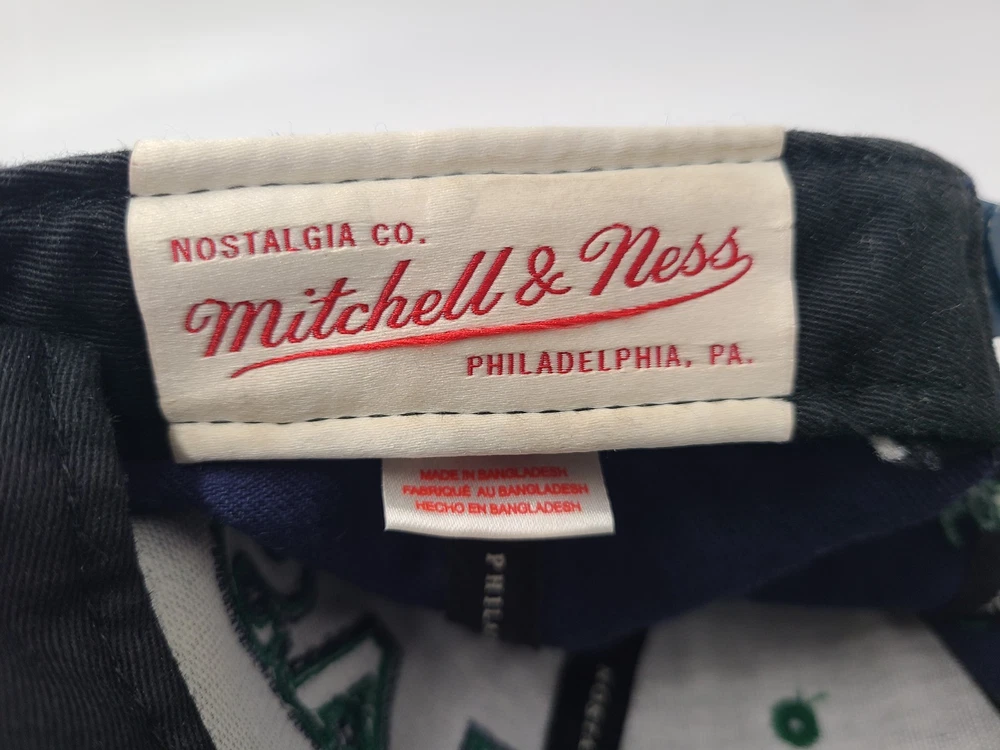 NOSTALGIA CO.
Mitchell & Ness
PHILADELPHIA, PA.
MADE IN BANGLADESH
FABRIQUÉ AU BANGLADESH
HECHO EN BANGLADESH